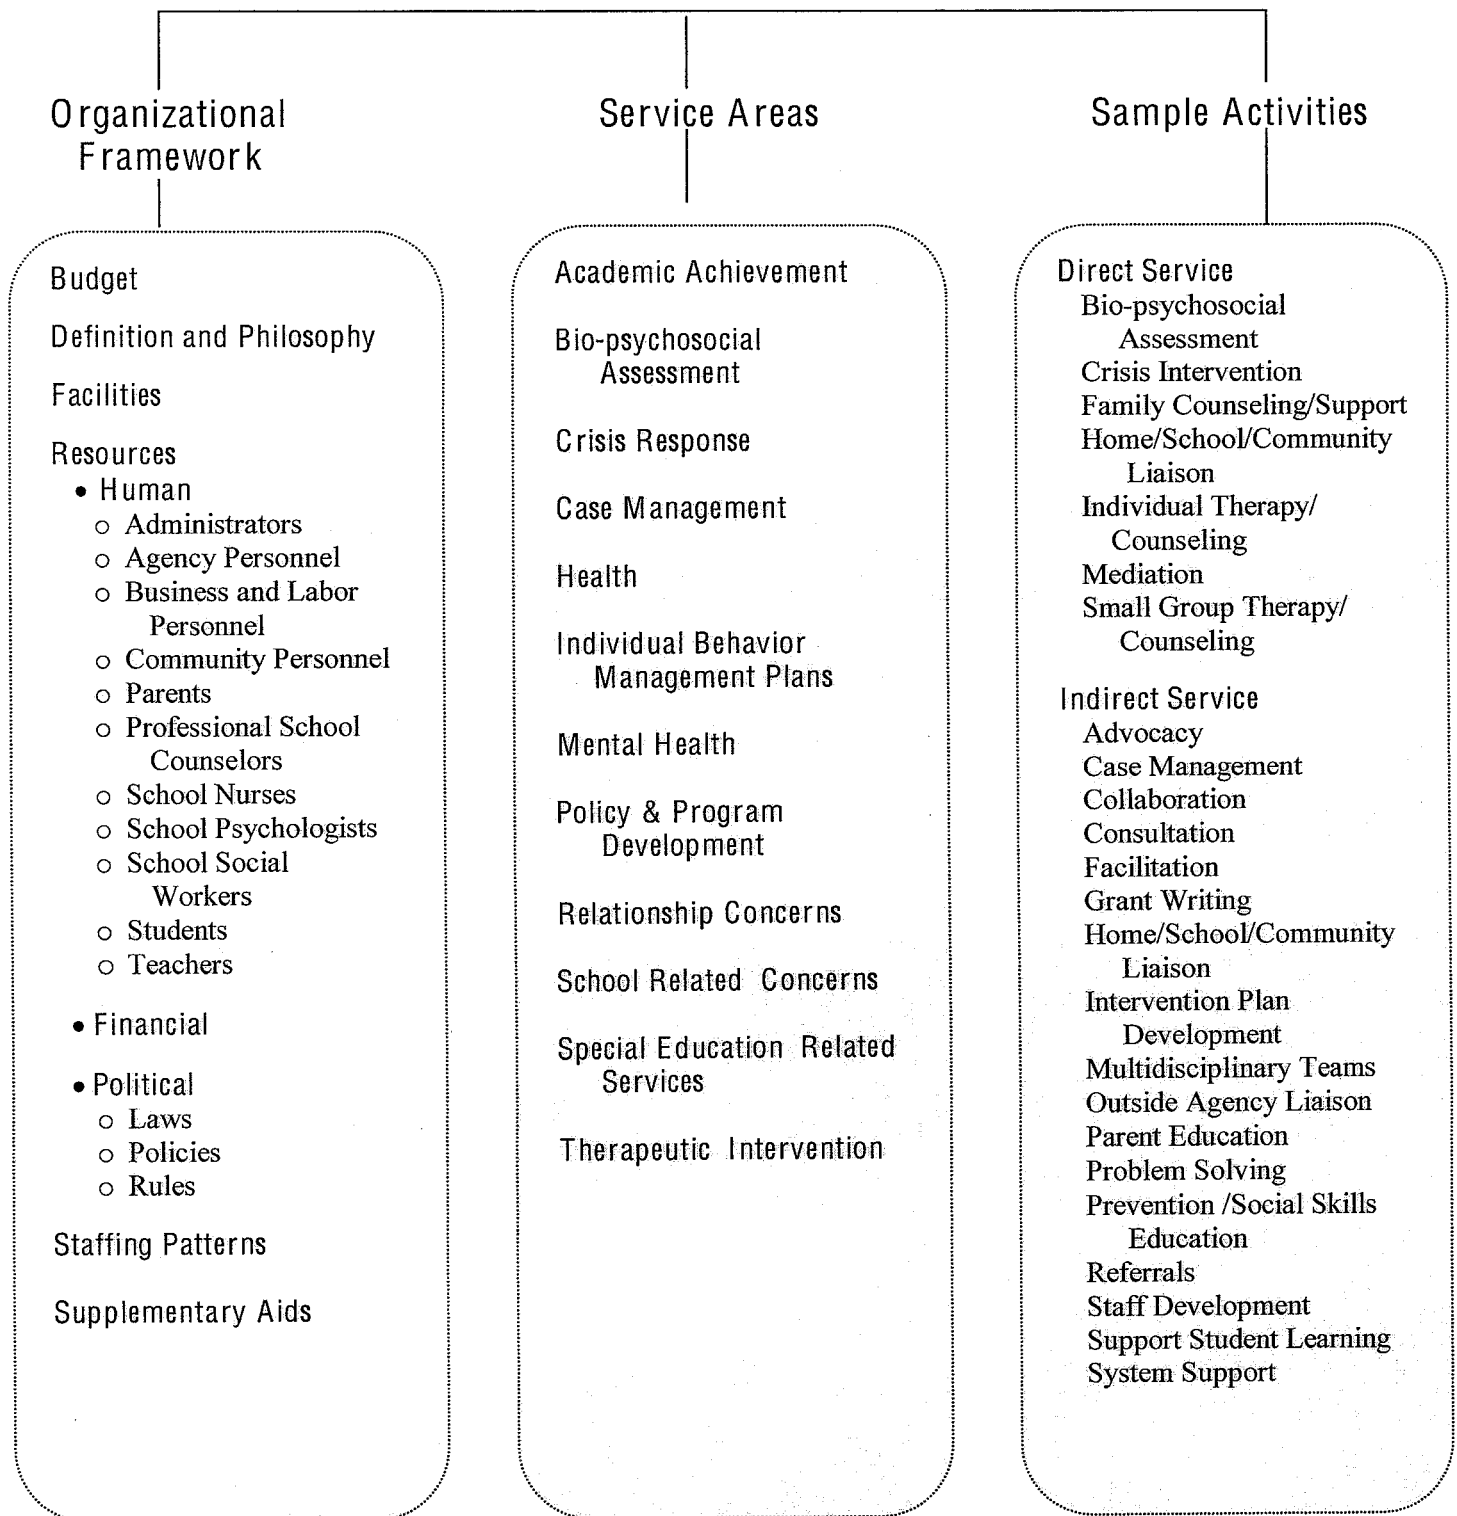 Organizational
Framework
Budget
Definition and Philosophy
Facilities
Resources
• Human
o Administrators
o Agency Personnel
o Business and Labor
Personnel
o Community Personnel
o Parents
o Professional School
Counselors
o School Nurses
o School Psychologists
o School Social
Workers
o Students
o Teachers
• Financial
• Political
o Laws
o Policies
o Rules
Staffing Patterns
Supplementary Aids
Service Areas
Academic Achievement
Bio-psychosocial
Assessment
Crisis Response
Case Management
Health
Individual Behavior
Management Plans
Mental Health
Policy & Program
Development
Relationship Concerns
School Related Concerns
Special Education Related
Services
Therapeutic Intervention
Sample Activities
Direct Service
Bio-psychosocial
Assessment
Crisis Intervention
Family Counseling/Support
Home/School/Community
Liaison
Individual Therapy/
Counseling
Mediation
Small Group Therapy/
Counseling
Indirect Service
Advocacy
Case Management
Collaboration
Consultation
Facilitation
Grant Writing
Home/School/Community
Liaison
Intervention Plan
Development
Multidisciplinary Teams
Outside Agency Liaison
Parent Education
Problem Solving
Prevention /Social Skills
Education
Referrals
Staff Development
Support Student Learning
System Support